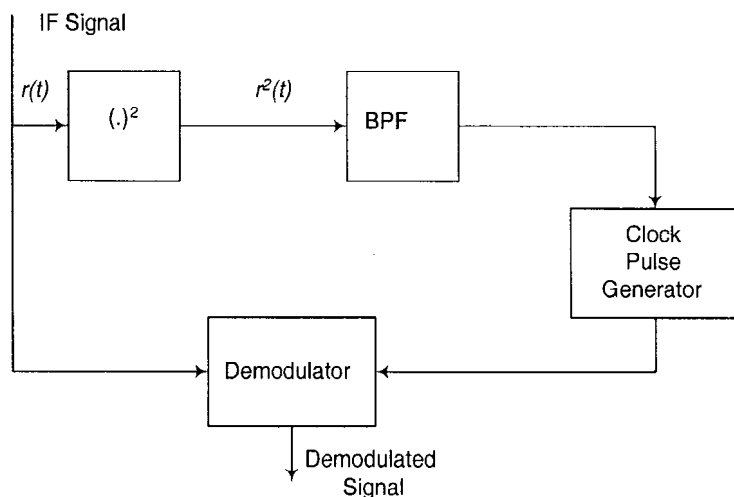 IF Signal
r(t)
(.)²
r²(t)
BPF
Clock
Pulse
Generator
Demodulator
Demodulated
Signal